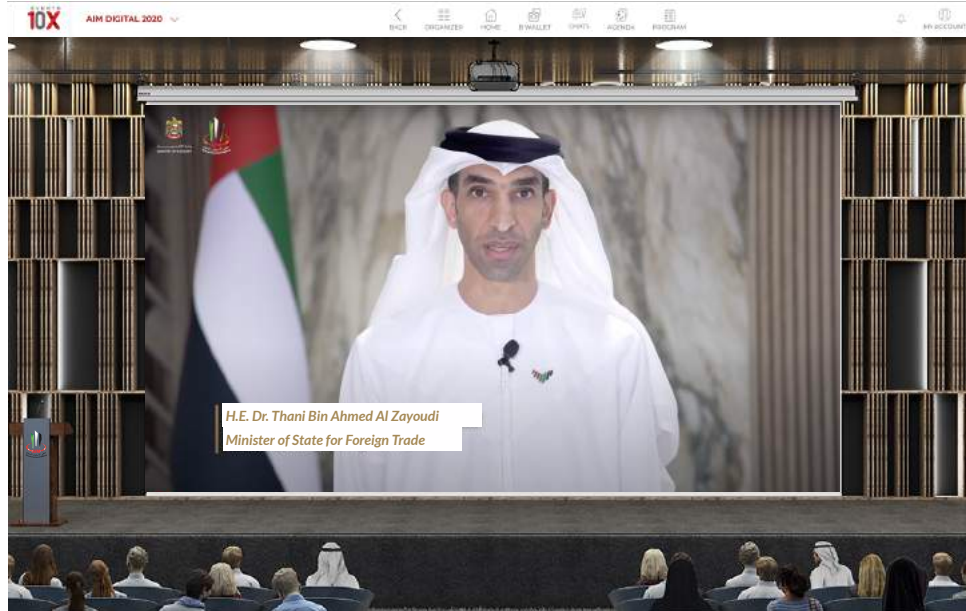 EVENTS
10X
AIM DIGITAL 2020
BACK
ORGANIZER
HOME
B'WALLET
CHATS
AGENDA
PROGRAM
MY ACCOUNT
H.E. Dr. Thani Bin Ahmed Al Zayoudi
Minister of State for Foreign Trade